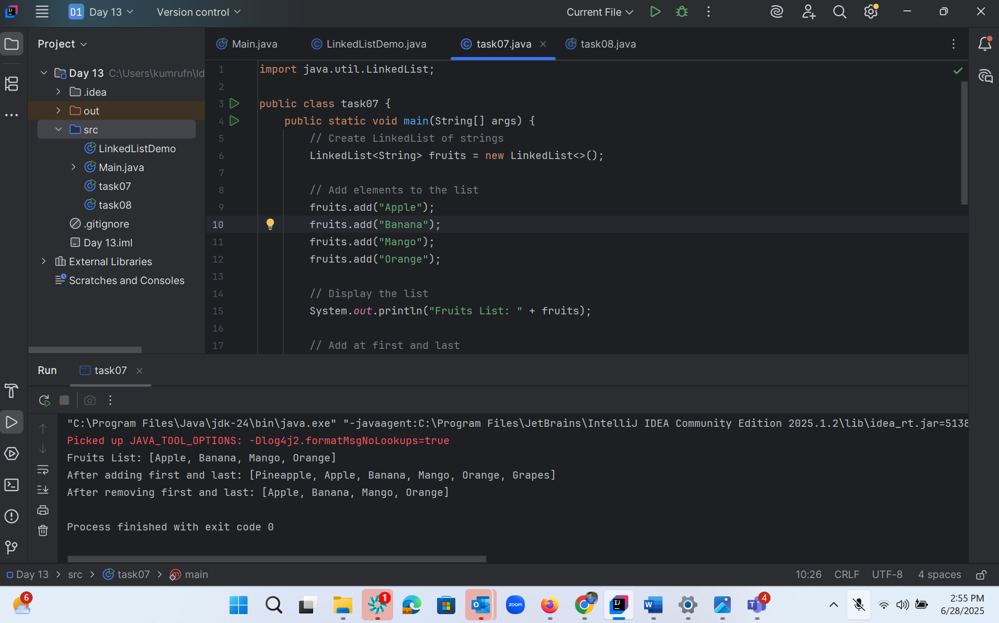 D1 Day 13 Version control Current File
Project
Main.java LinkedListDemo.java task07.java task08.java
Day 13 C:\Users\kumrufn\Id
.idea
out
src
LinkedListDemo
Main.java
task07
task08
.gitignore
Day 13.iml
External Libraries
Scratches and Consoles
1 import java.util.LinkedList;
2
3 public class task07 {
4 public static void main(String[] args) {
5 // Create LinkedList of strings
6 LinkedList<String> fruits = new LinkedList<>();
7
8 // Add elements to the list
9 fruits.add("Apple");
10 fruits.add("Banana");
11 fruits.add("Mango");
12 fruits.add("Orange");
13
14 // Display the list
15 System.out.println("Fruits List: " + fruits);
16
17 // Add at first and last
Run task07
"C:\Program Files\Java\jdk-24\bin\java.exe" "-javaagent:C:\Program Files\JetBrains\IntelliJ IDEA Community Edition 2025.1.2\lib\idea_rt.jar=5138
Picked up JAVA_TOOL_OPTIONS: -Dlog4j2.formatMsgNoLookups=true
Fruits List: [Apple, Banana, Mango, Orange]
After adding first and last: [Pineapple, Apple, Banana, Mango, Orange, Grapes]
After removing first and last: [Apple, Banana, Mango, Orange]
Process finished with exit code 0
Day 13 src task07 main 10:26 CRLF UTF-8 4 spaces
6 1 zoom 4 2:55 PM
6/28/2025